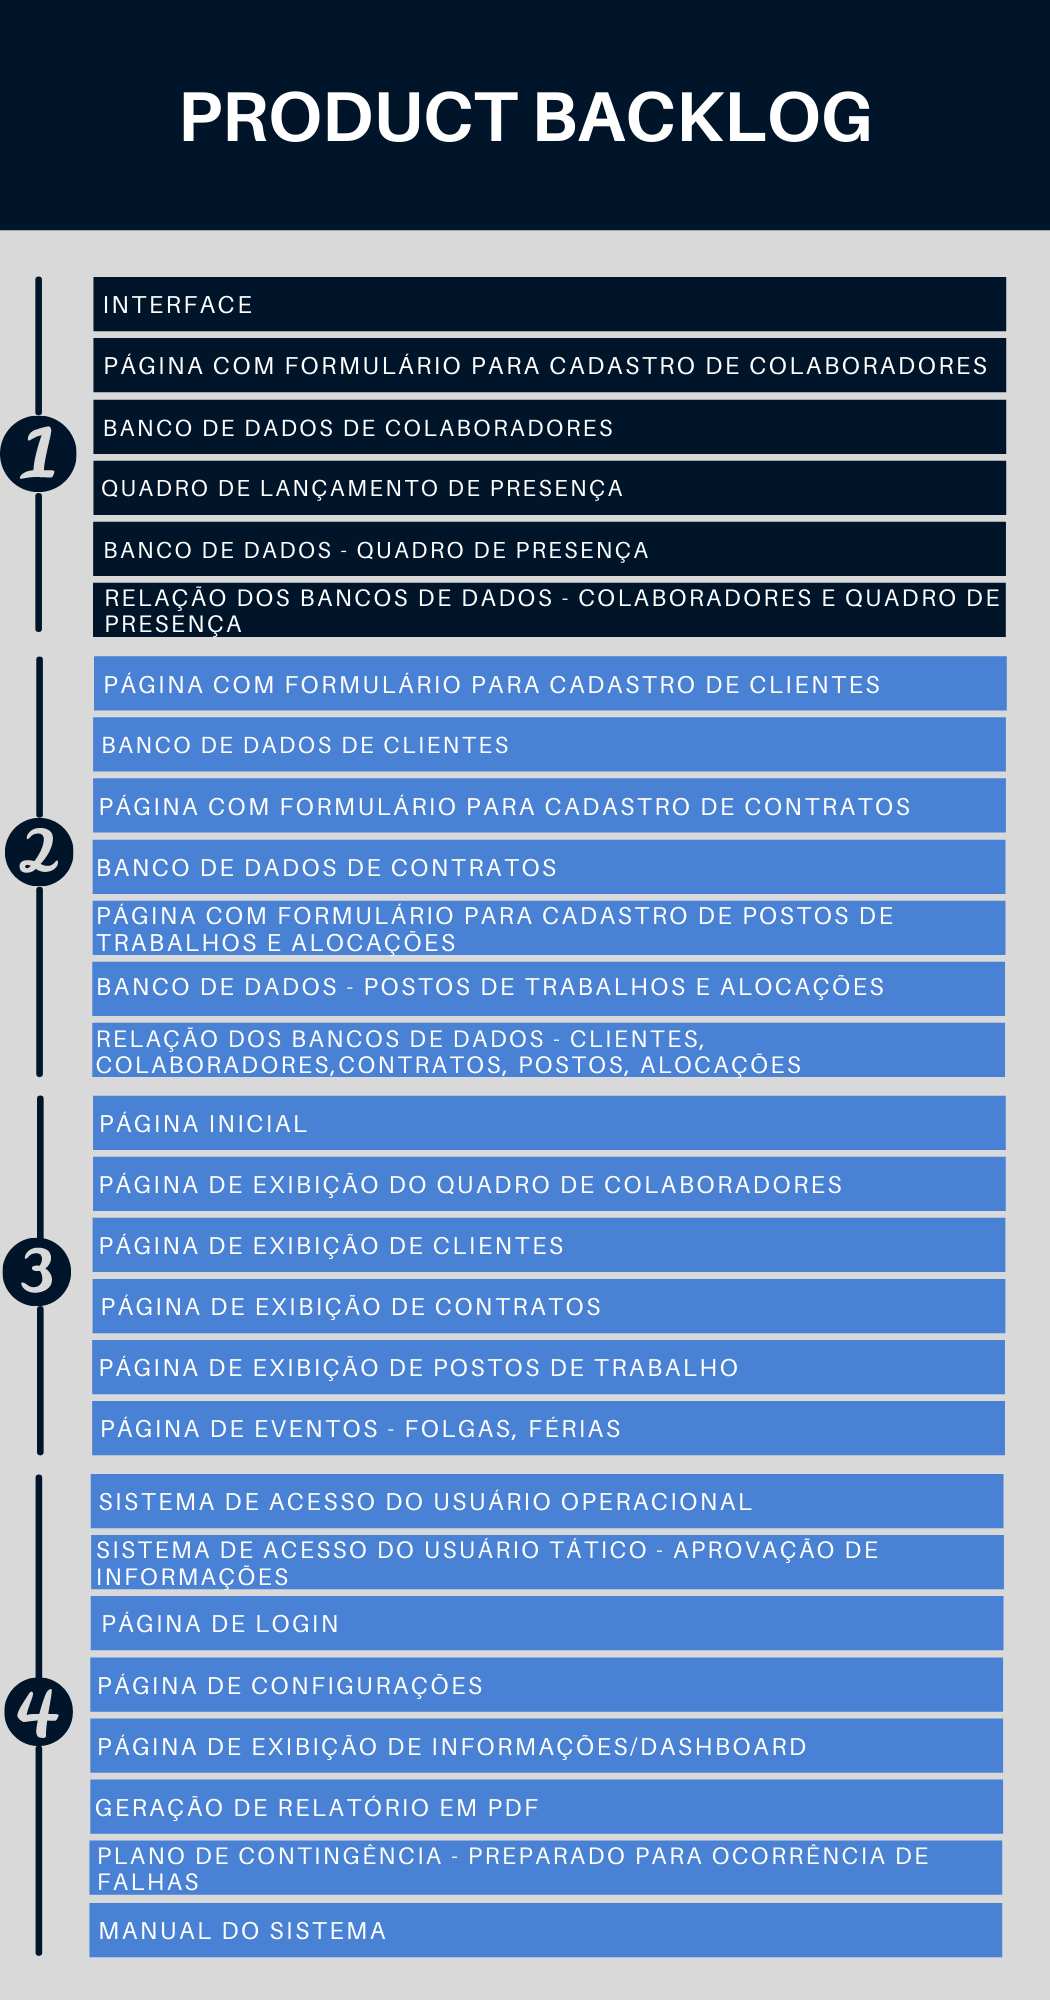 PRODUCT BACKLOG
INTERFACE
PÁGINA COM FORMULÁRIO PARA CADASTRO DE COLABORADORES
BANCO DE DADOS DE COLABORADORES
1
QUADRO DE LANÇAMENTO DE PRESENÇA
BANCO DE DADOS - QUADRO DE PRESENÇA
RELAÇÃO DOS BANCOS DE DADOS - COLABORADORES E QUADRO DE
PRESENÇA
PÁGINA COM FORMULÁRIO PARA CADASTRO DE CLIENTES
BANCO DE DADOS DE CLIENTES
PÁGINA COM FORMULÁRIO PARA CADASTRO DE CONTRATOS
2
BANCO DE DADOS DE CONTRATOS
PÁGINA COM FORMULÁRIO PARA CADASTRO DE POSTOS DE
TRABALHOS E ALOCAÇÕES
BANCO DE DADOS - POSTOS DE TRABALHOS E ALOCAÇÕES
RELAÇÃO DOS BANCOS DE DADOS - CLIENTES,
COLABORADORES,CONTRATOS, POSTOS, ALOCAÇÕES
PÁGINA INICIAL
PÁGINA DE EXIBIÇÃO DO QUADRO DE COLABORADORES
PÁGINA DE EXIBIÇÃO DE CLIENTES
3
PÁGINA DE EXIBIÇÃO DE CONTRATOS
PÁGINA DE EXIBIÇÃO DE POSTOS DE TRABALHO
PÁGINA DE EVENTOS - FOLGAS, FÉRIAS
SISTEMA DE ACESSO DO USUÁRIO OPERACIONAL
SISTEMA DE ACESSO DO USUÁRIO TÁTICO - APROVAÇÃO DE
INFORMAÇÕES
PÁGINA DE LOGIN
PÁGINA DE CONFIGURAÇÕES
4
PÁGINA DE EXIBIÇÃO DE INFORMAÇÕES/DASHBOARD
GERAÇÃO DE RELATÓRIO EM PDF
PLANO DE CONTINGÊNCIA - PREPARADO PARA OCORRÊNCIA DE
FALHAS
MANUAL DO SISTEMA